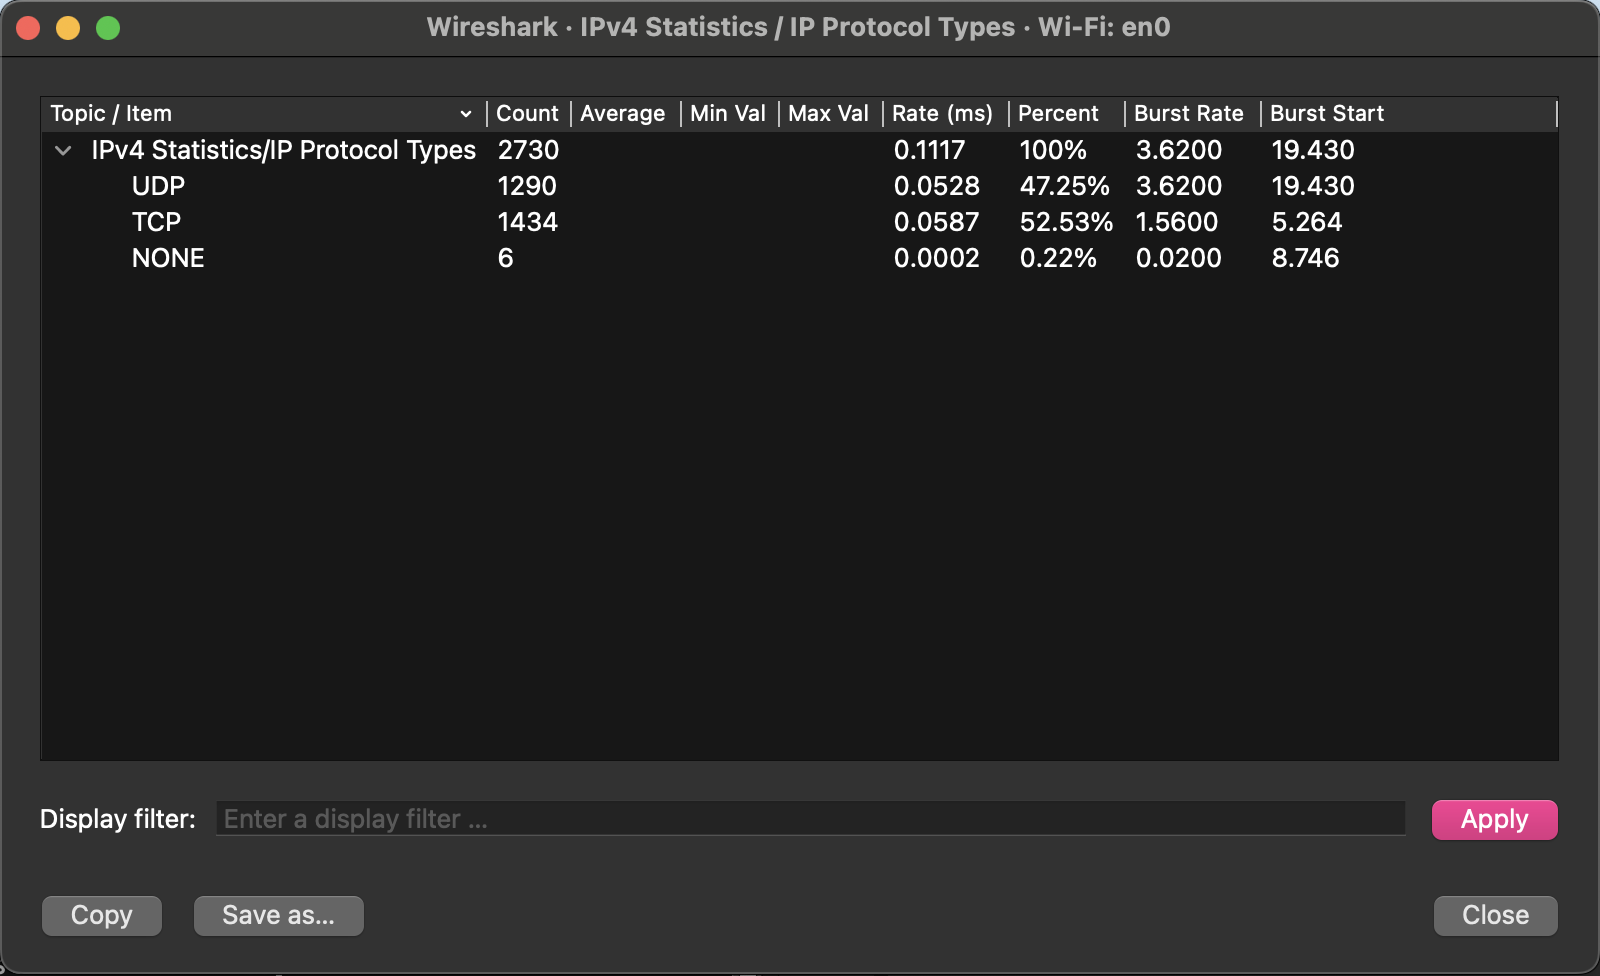 Wireshark · IPv4 Statistics / IP Protocol Types · Wi-Fi: en0
Topic / Item Count Average Min Val Max Val Rate (ms) Percent Burst Rate Burst Start
IPv4 Statistics/IP Protocol Types 2730 0.1117 100% 3.6200 19.430
UDP 1290 0.0528 47.25% 3.6200 19.430
TCP 1434 0.0587 52.53% 1.5600 5.264
NONE 6 0.0002 0.22% 0.0200 8.746
Display filter: Enter a display filter ... Apply
Copy Save as... Close